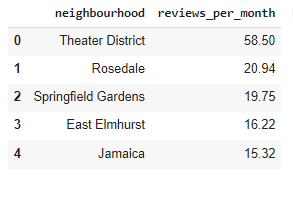 neighbourhood reviews_per_month
0 Theater District 58.50
1 Rosedale 20.94
2 Springfield Gardens 19.75
3 East Elmhurst 16.22
4 Jamaica 15.32